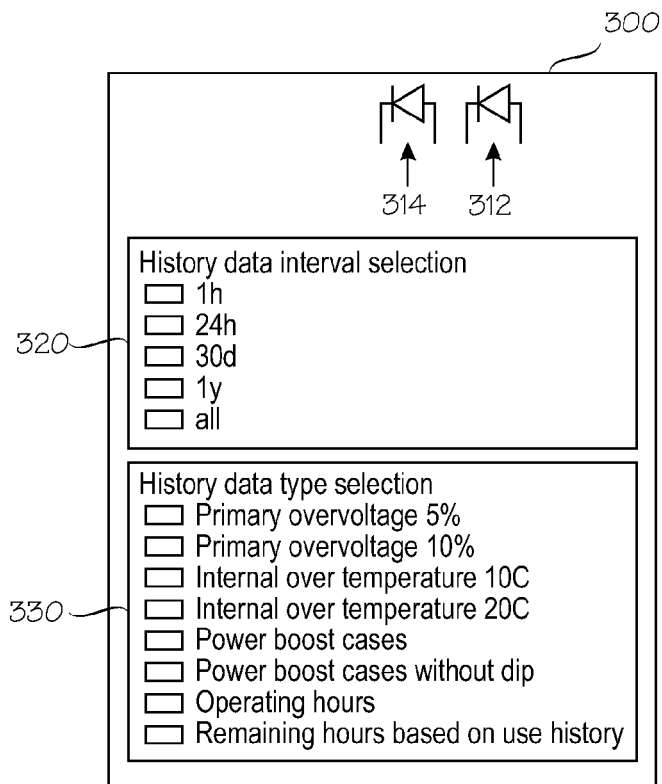 300
314 312
History data interval selection
1h
24h
30d
1y
all
320
History data type selection
Primary overvoltage 5%
Primary overvoltage 10%
Internal over temperature 10C
Internal over temperature 20C
Power boost cases
Power boost cases without dip
Operating hours
Remaining hours based on use history
330